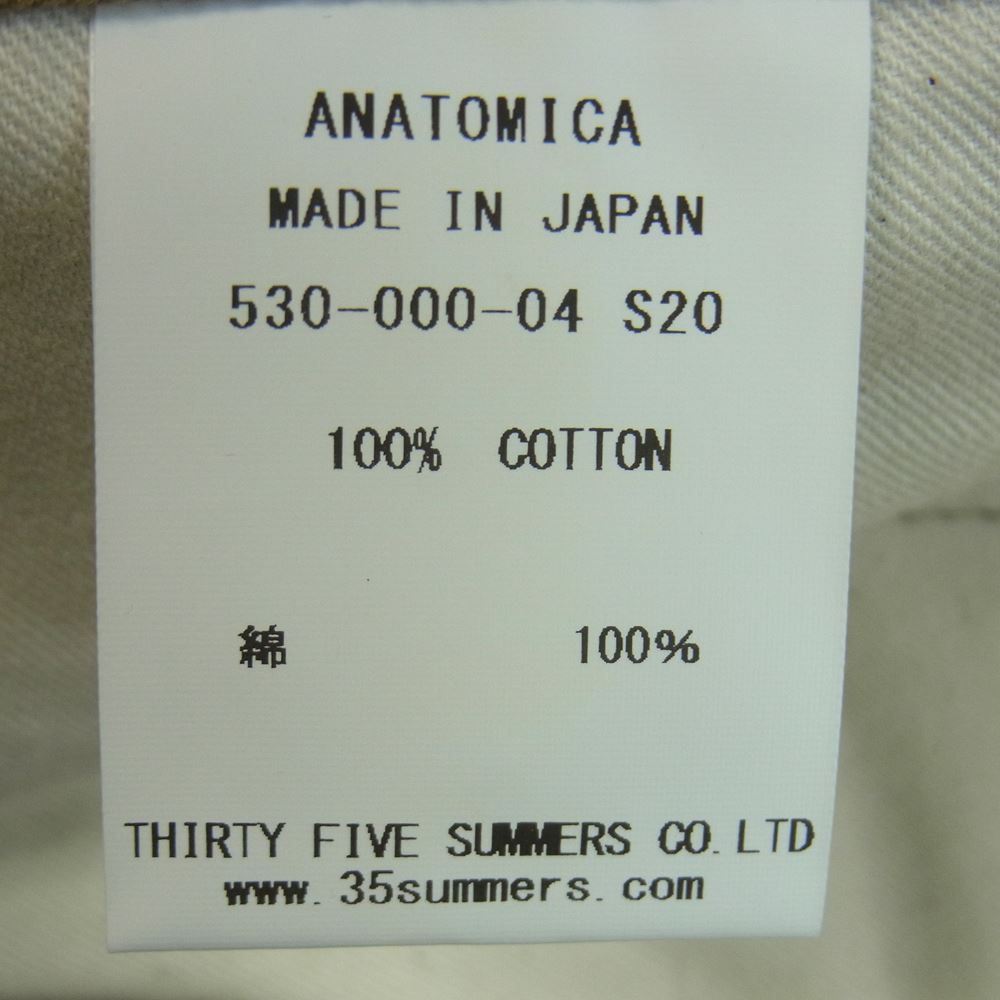 ANATOMICA
MADE IN JAPAN
530-000-04 S20
100% COTTON
綿 100%
THIRTY FIVE SUMMERS CO.LTD
www.35summers.com